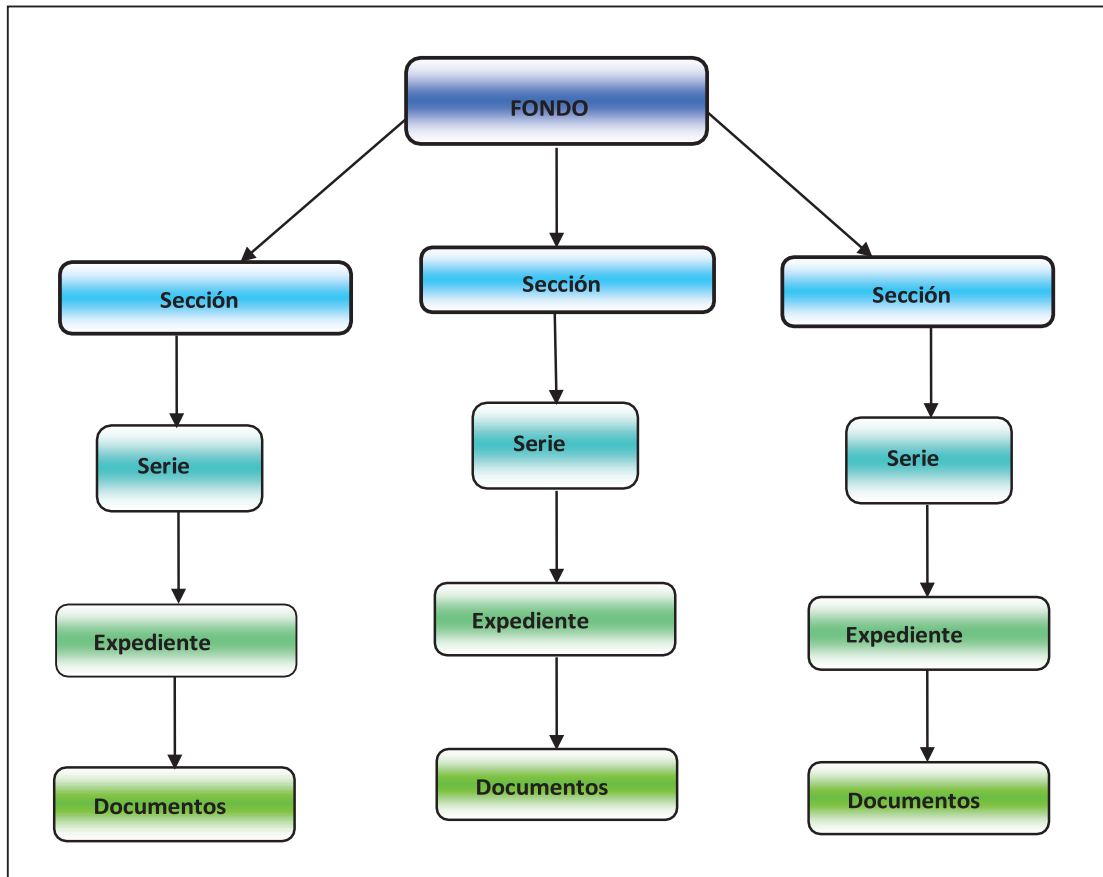 FONDO
Sección
Sección
Sección
Serie
Serie
Serie
Expediente
Expediente
Expediente
Documentos
Documentos
Documentos